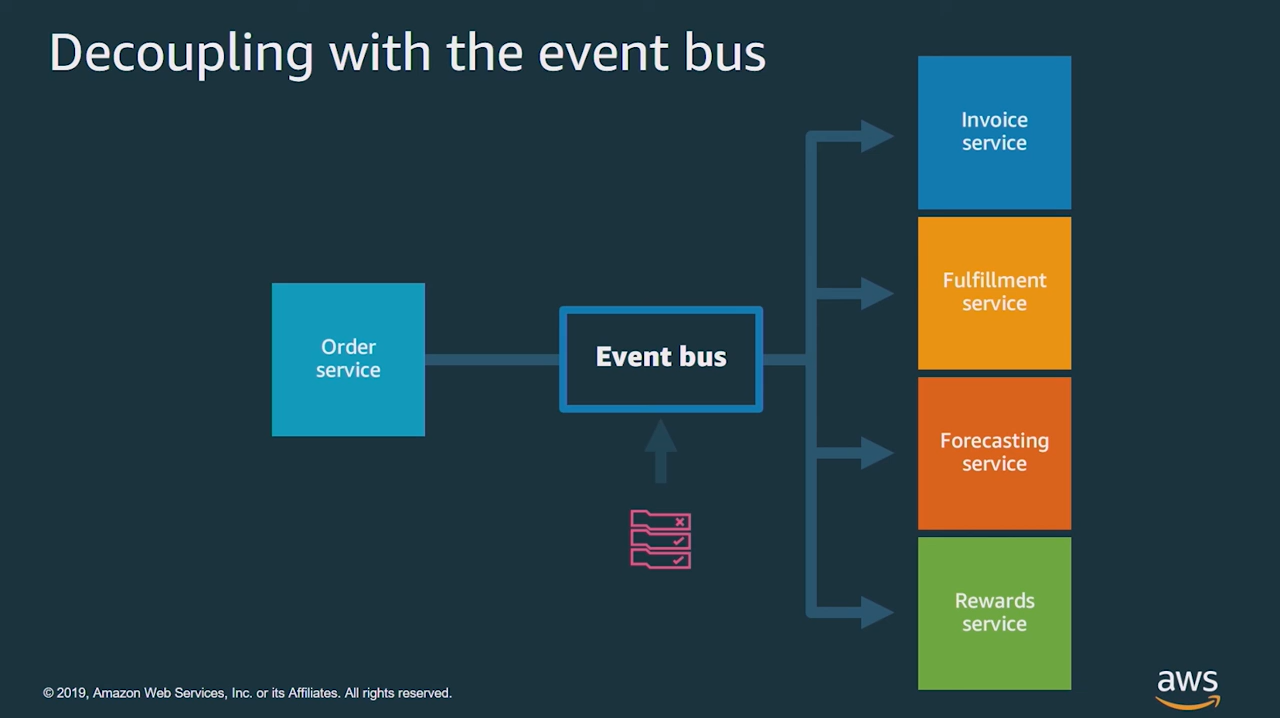 Decoupling with the event bus
Invoice
service
Fulfillment
service
Order
service
Event bus
Forecasting
service
Rewards
service
© 2019, Amazon Web Services, Inc. or its Affiliates. All rights reserved.
aws